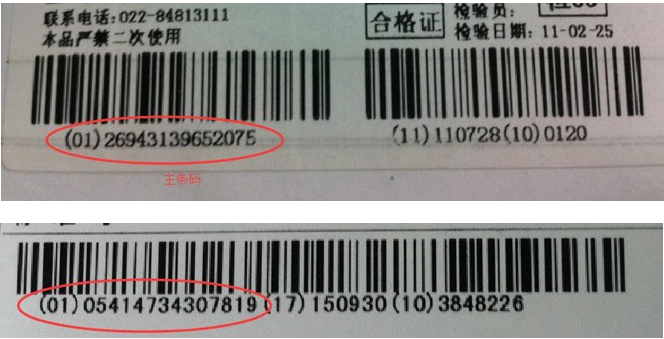 联系电话:022-84813111
本品严禁二次使用
合格证
检验员:
检验日期: 11-02-25
(01)26943139652075
(11)110728(10)0120
主条码
(01)05414734307819(17)150930(10)3848226